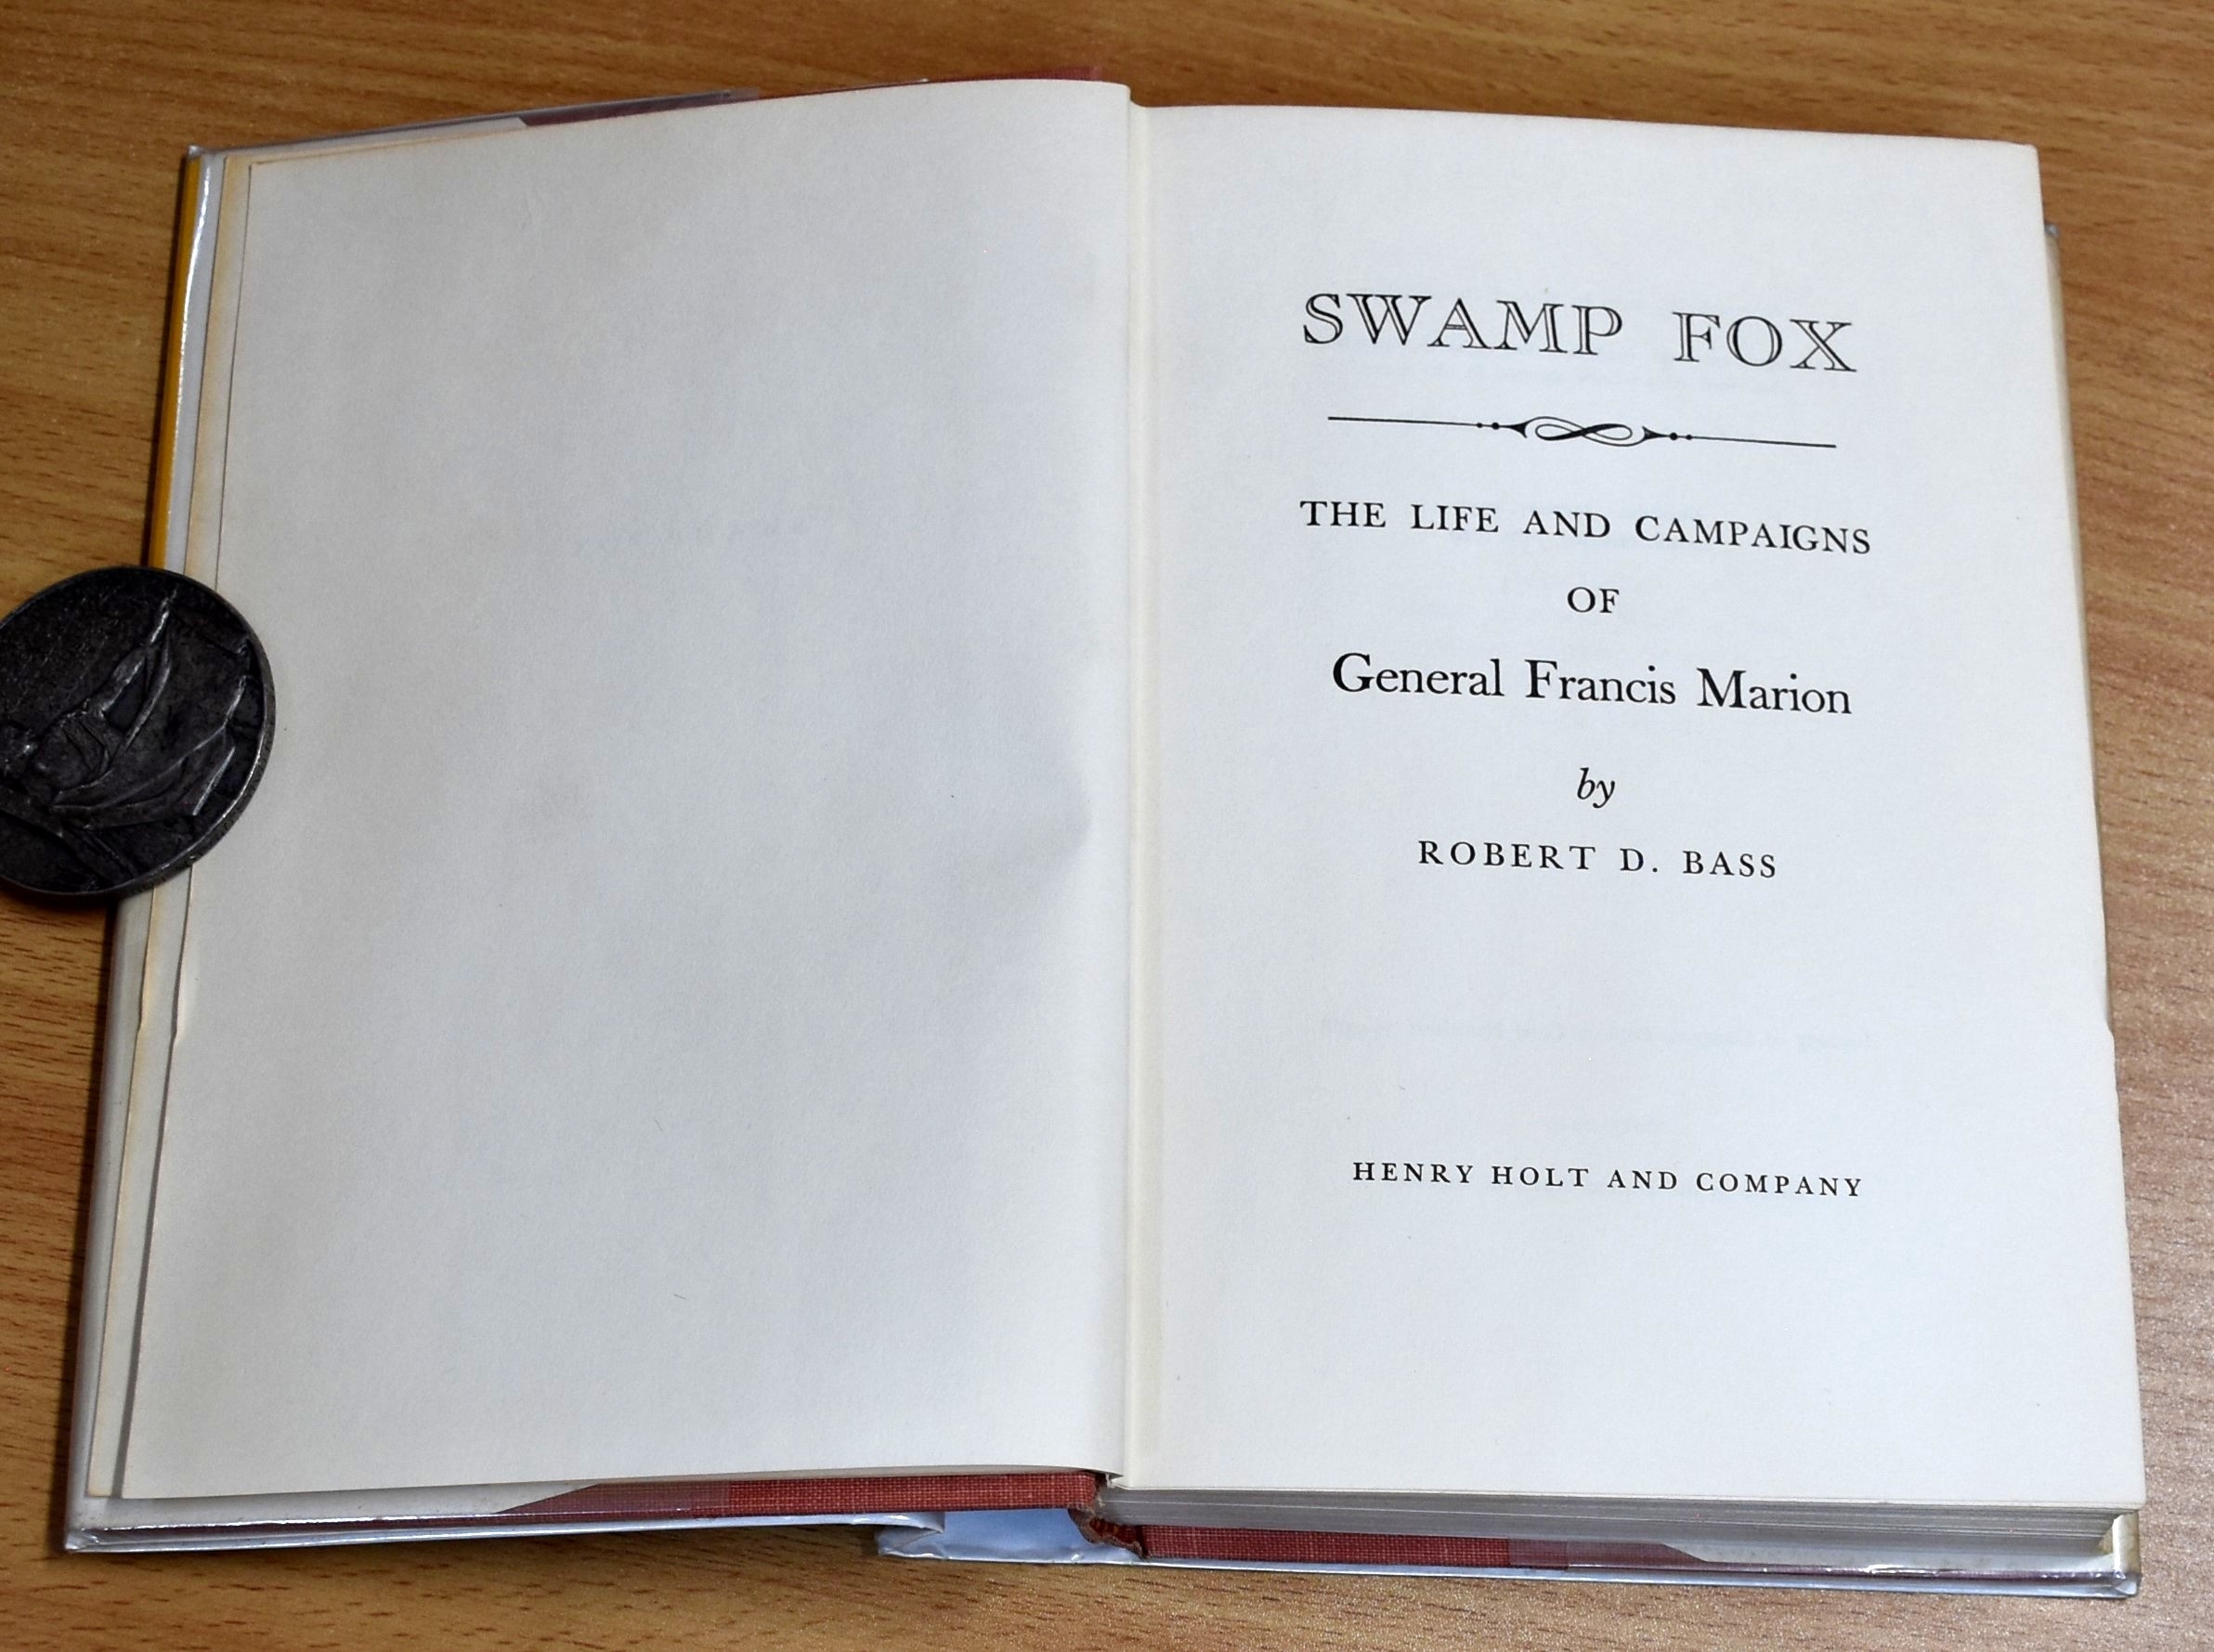 SWAMP FOX
THE LIFE AND CAMPAIGNS
OF
General Francis Marion
by
ROBERT D. BASS
HENRY HOLT AND COMPANY